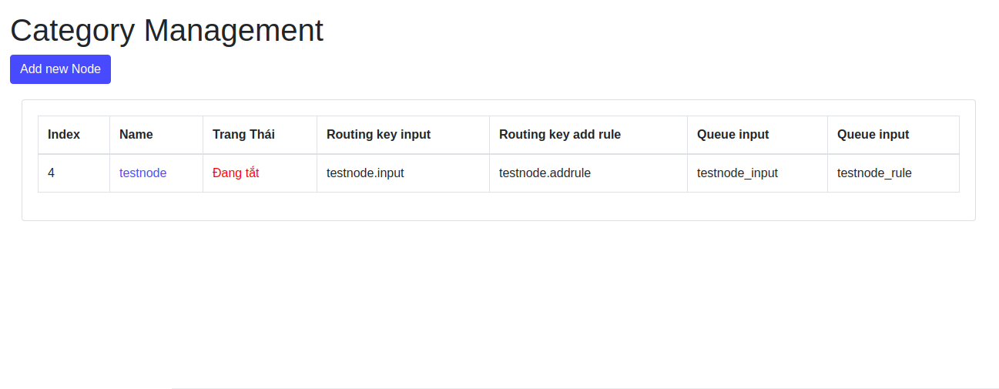 Category Management
Add new Node
Index Name Trang Thái Routing key input Routing key add rule Queue input Queue input
4 testnode Đang tắt testnode.input testnode.addrule testnode_input testnode_rule